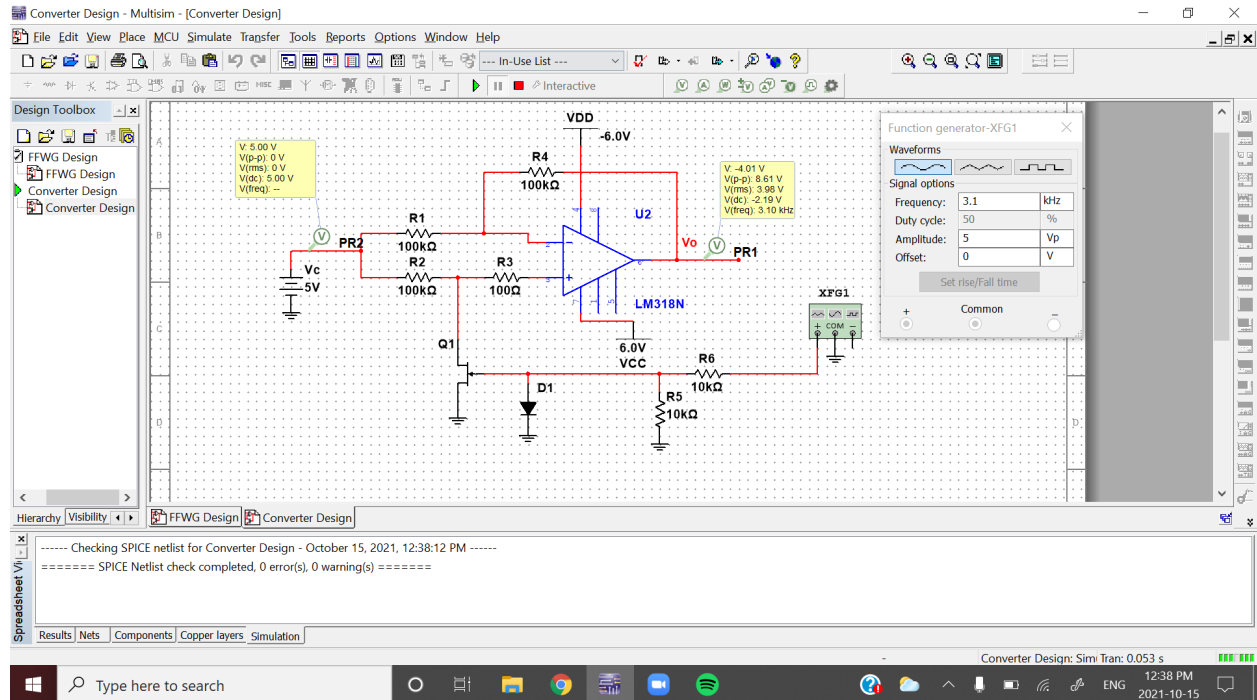 Converter Design - Multisim - [Converter Design]
File Edit View Place MCU Simulate Transfer Tools Reports Options Window Help
--- In-Use List ---
Interactive
Design Toolbox
FFWG Design
FFWG Design
Converter Design
Converter Design
Hierarchy Visibility
A
B
C
D
V: 5.00 V
V(p-p): 0 V
V(rms): 0 V
V(dc): 5.00 V
V(freq): --
PR2
Vc
5V
R1
100kΩ
R2
100kΩ
R3
100Ω
R4
100kΩ
VDD
-6.0V
U2
LM318N
6.0V
VCC
V: -4.01 V
V(p-p): 8.61 V
V(rms): 3.98 V
V(dc): -2.19 V
V(freq): 3.10 kHz
Vo
PR1
Q1
D1
R5
10kΩ
R6
10kΩ
XFG1
COM
D
Function generator-XFG1
Waveforms
Signal options
Frequency: 3.1 kHz
Duty cycle: 50 %
Amplitude: 5 Vp
Offset: 0 V
Set rise/Fall time
+ Common -
FFWG Design Converter Design
Spreadsheet Vi
------ Checking SPICE netlist for Converter Design - October 15, 2021, 12:38:12 PM ------
======= SPICE Netlist check completed, 0 error(s), 0 warning(s) =======
Results Nets Components Copper layers Simulation
- Converter Design: Sim Tran: 0.053 s
Type here to search
ENG
12:38 PM
2021-10-15